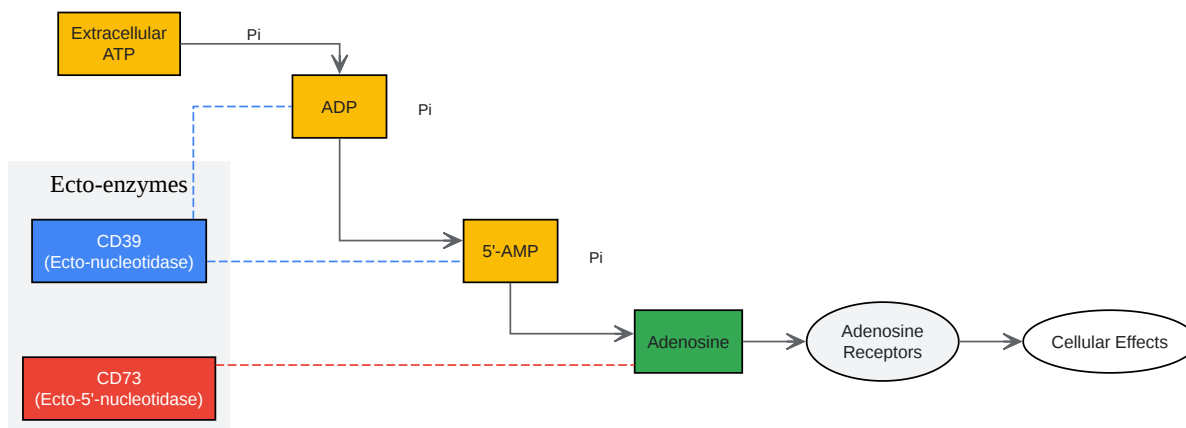 Extracellular
ATP
Pi
ADP
Pi
Ecto-enzymes
CD39
(Ecto-nucleotidase)
5'-AMP
Pi
Adenosine
Adenosine
Receptors
Cellular Effects
CD73
(Ecto-5'-nucleotidase)